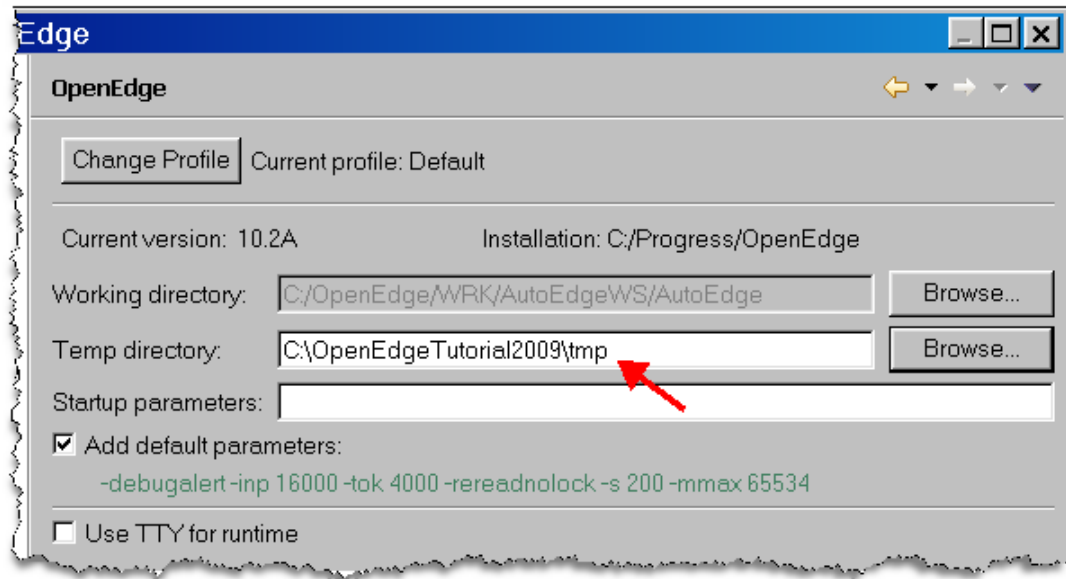 Edge
OpenEdge
Change Profile Current profile: Default
Current version: 10.2A Installation: C:/Progress/OpenEdge
Working directory: C:/OpenEdge/WRK/AutoEdgeWS/AutoEdge Browse...
Temp directory: C:\OpenEdgeTutorial2009\tmp Browse...
Startup parameters:
Add default parameters:
-debugalert -inp 16000 -tok 4000 -rereadnolock -s 200 -mmax 65534
Use TTY for runtime